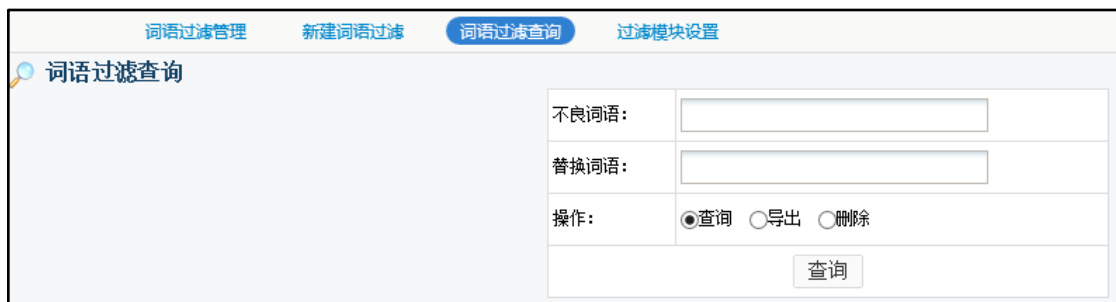 词语过滤管理 新建词语过滤 词语过滤查询 过滤模块设置
词语过滤查询
不良词语：
替换词语：
操作： 查询 导出 删除
查询